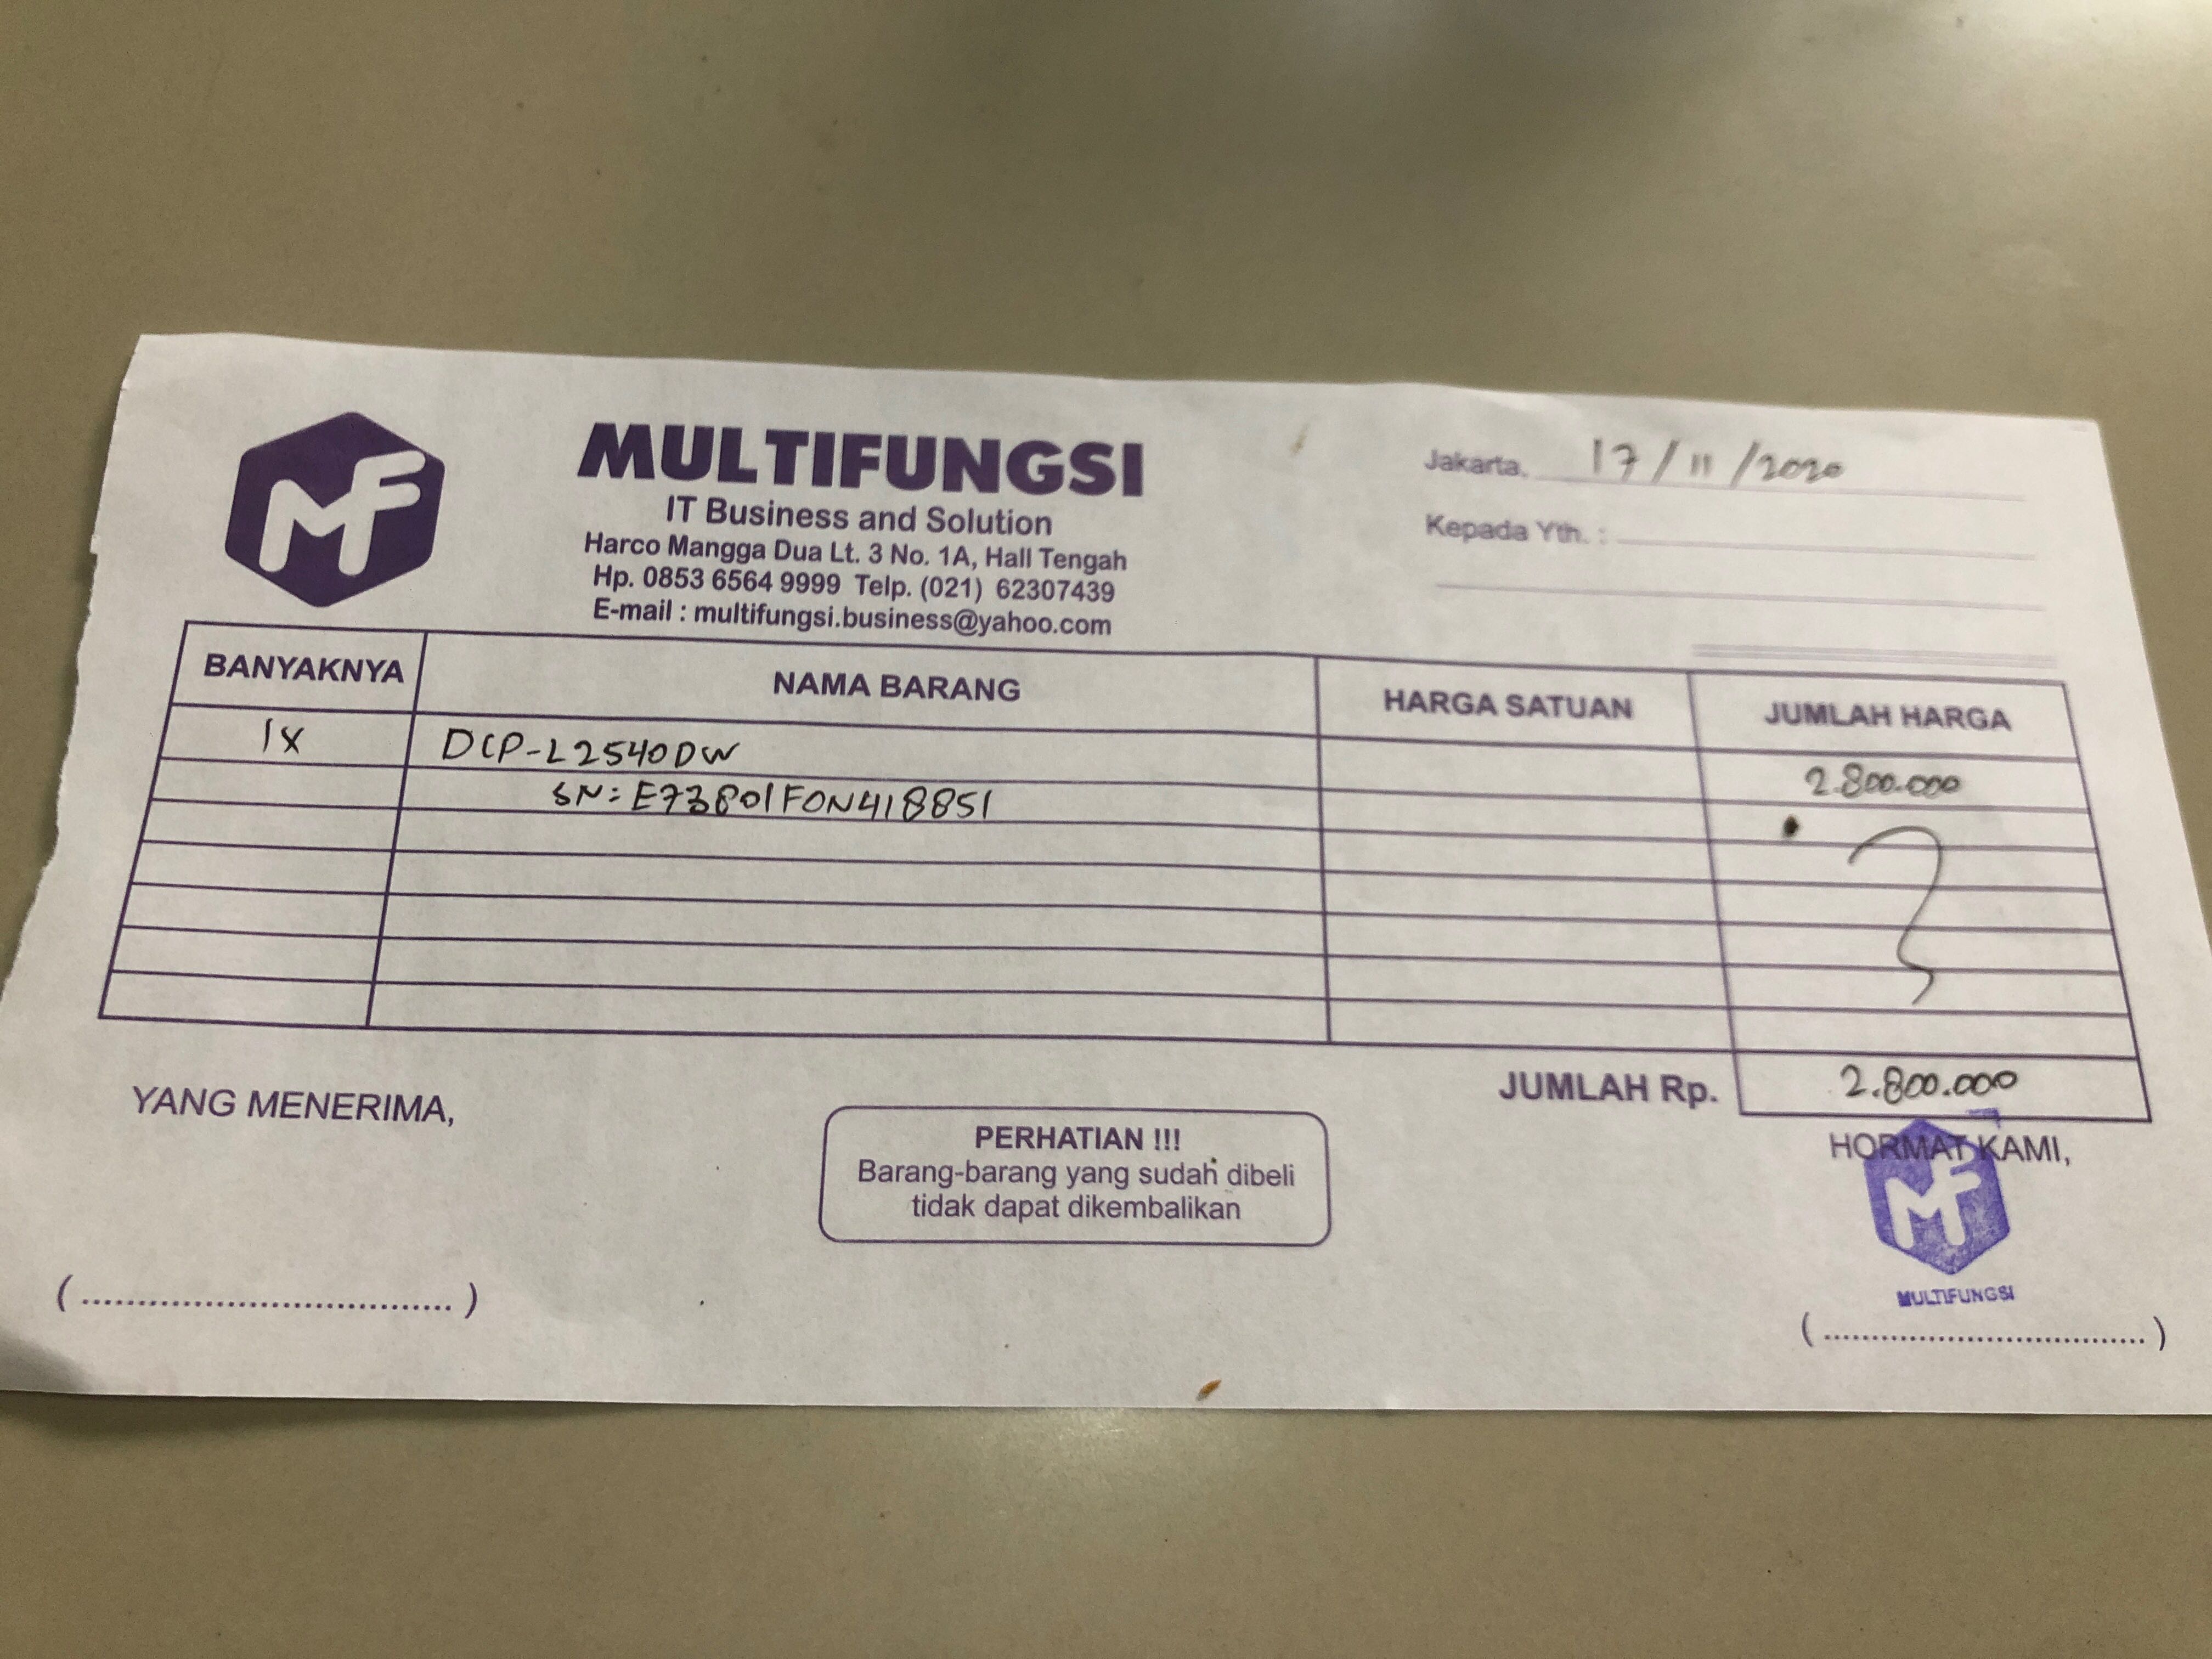 MF
MULTIFUNGSI
IT Business and Solution
Harco Mangga Dua Lt. 3 No. 1A, Hall Tengah
Hp. 0853 6564 9999 Telp. (021) 62307439
E-mail : multifungsi.business@yahoo.com
Jakarta. 17/11/2020
Kepada Yth. :
BANYAKNYA NAMA BARANG HARGA SATUAN JUMLAH HARGA
1X DCP-L2540DW 2.800.000
SN: E73801F0N418851
JUMLAH Rp. 2.800.000
YANG MENERIMA,
PERHATIAN !!!
Barang-barang yang sudah dibeli
tidak dapat dikembalikan
HORMAT KAMI,
MF
MULTIFUNGSI
(................................)
(................................)